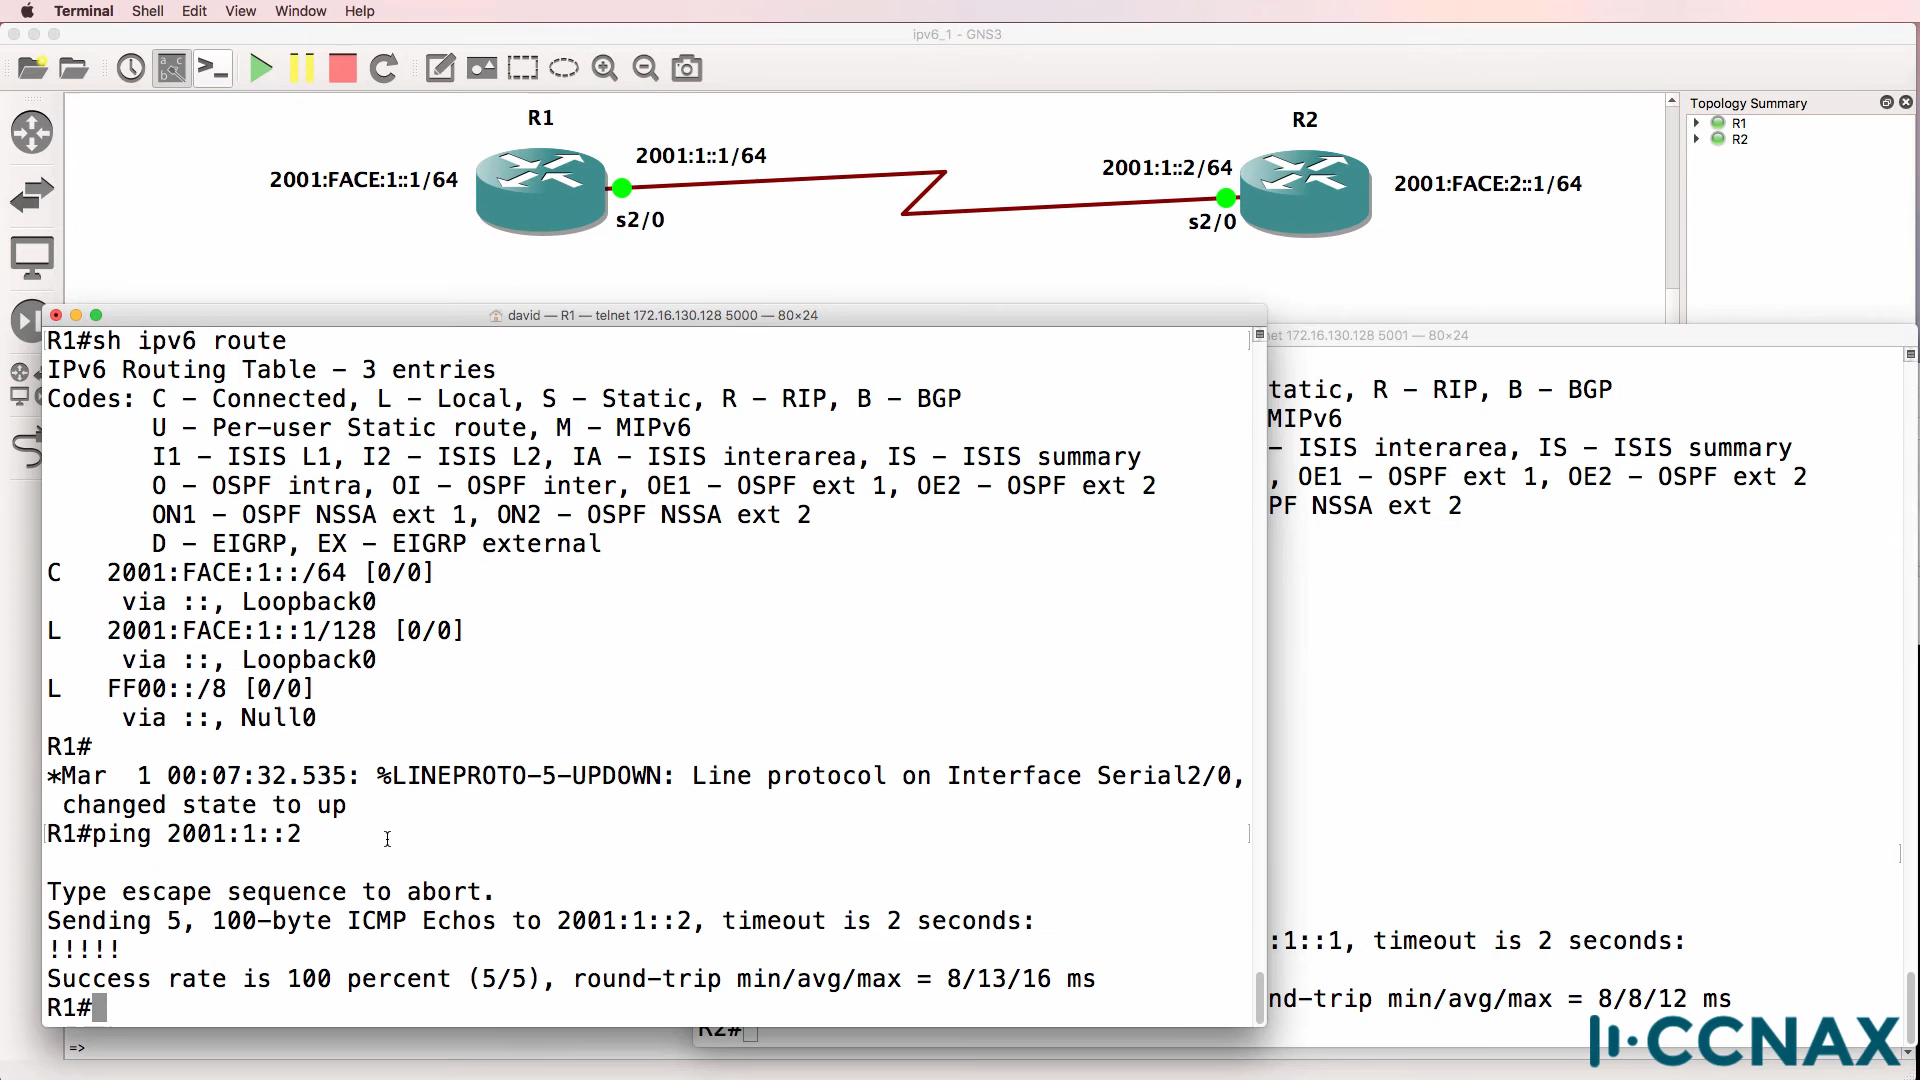 Terminal Shell Edit View Window Help
ipv6_1 - GNS3
Topology Summary
R1
R2
R1
R2
2001:1::1/64
2001:1::2/64
2001:FACE:1::1/64
2001:FACE:2::1/64
s2/0
s2/0
david — R1 — telnet 172.16.130.128 5000 — 80×24
R1#sh ipv6 route
IPv6 Routing Table - 3 entries
Codes: C - Connected, L - Local, S - Static, R - RIP, B - BGP
U - Per-user Static route, M - MIPv6
I1 - ISIS L1, I2 - ISIS L2, IA - ISIS interarea, IS - ISIS summary
O - OSPF intra, OI - OSPF inter, OE1 - OSPF ext 1, OE2 - OSPF ext 2
ON1 - OSPF NSSA ext 1, ON2 - OSPF NSSA ext 2
D - EIGRP, EX - EIGRP external
C 2001:FACE:1::/64 [0/0]
via ::, Loopback0
L 2001:FACE:1::1/128 [0/0]
via ::, Loopback0
L FF00::/8 [0/0]
via ::, Null0
R1#
*Mar 1 00:07:32.535: %LINEPROTO-5-UPDOWN: Line protocol on Interface Serial2/0,
changed state to up
R1#ping 2001:1::2
Type escape sequence to abort.
Sending 5, 100-byte ICMP Echos to 2001:1::2, timeout is 2 seconds:
!!!!!
Success rate is 100 percent (5/5), round-trip min/avg/max = 8/13/16 ms
R1#
net 172.16.130.128 5001 — 80×24
tatic, R - RIP, B - BGP
MIPv6
- ISIS interarea, IS - ISIS summary
, OE1 - OSPF ext 1, OE2 - OSPF ext 2
PF NSSA ext 2
:1::1, timeout is 2 seconds:
nd-trip min/avg/max = 8/8/12 ms
R2#
=>
CCNAX